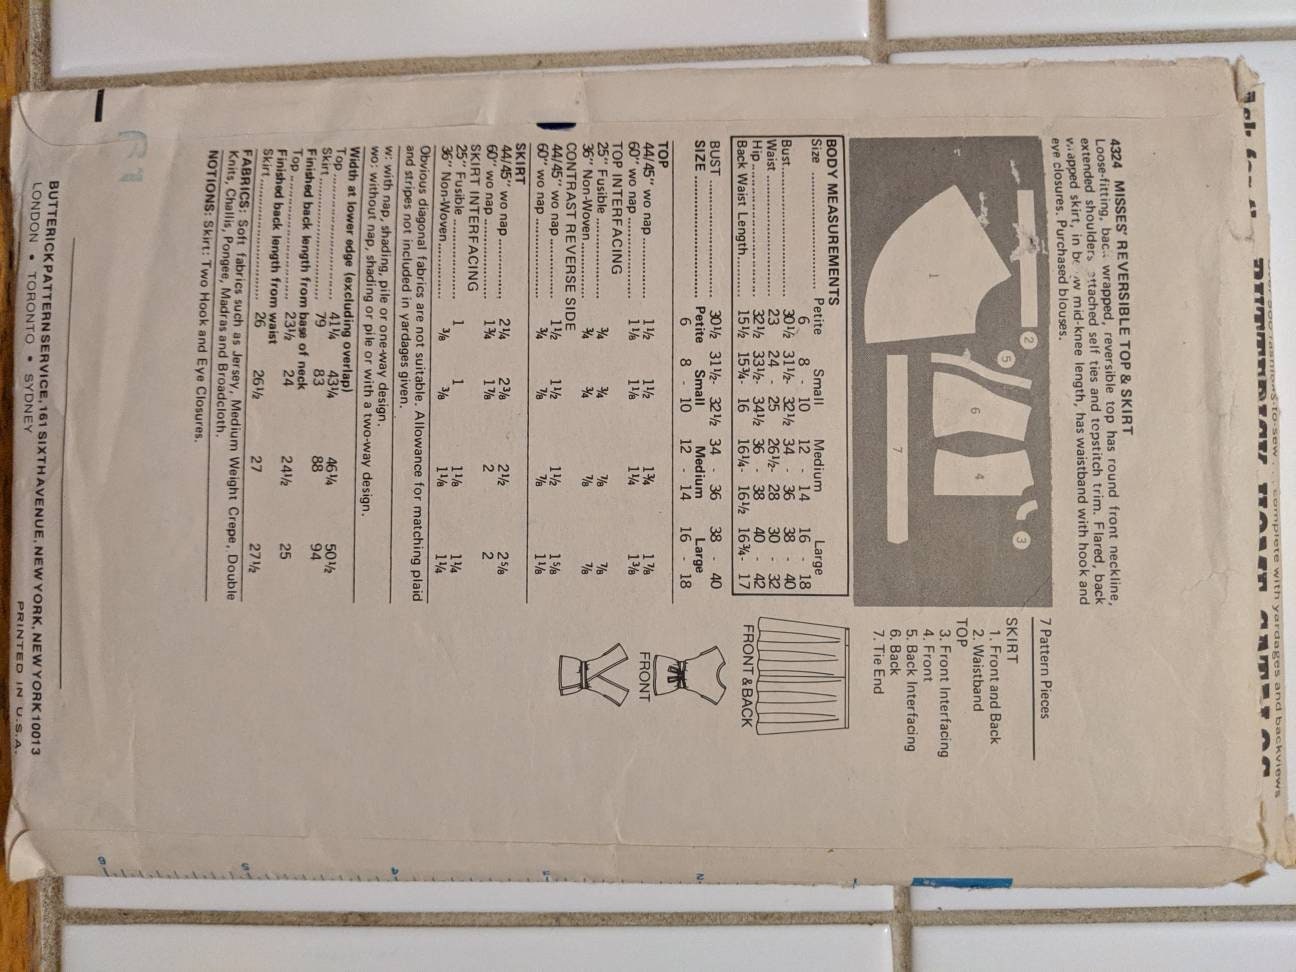 complete with yardages and backviews
4324 MISSES' REVERSIBLE TOP & SKIRT
Loose-fitting, back wrapped, reversible top has round front neckline,
extended shoulders, attached self ties and topstitch trim. Flared, back
wrapped skirt, in below mid-knee length, has waistband with hook and
eye closures. Purchased blouses.
1
2
5
6
4
3
7
7 Pattern Pieces
SKIRT
1. Front and Back
2. Waistband
TOP
3. Front Interfacing
4. Front
5. Back Interfacing
6. Back
7. Tie End
BODY MEASUREMENTS
Petite Small Medium Large
Size .......... 6 8 - 10 12 - 14 16 - 18
Bust .......... 30½ 31½- 32½ 34 - 36 38 - 40
Waist .......... 23 24 - 25 26½- 28 30 - 32
Hip .......... 32½ 33½- 34½ 36 - 38 40 - 42
Back Waist Length .......... 15½ 15¾- 16 16¼- 16½ 16¾- 17
FRONT & BACK
FRONT
BUST .......... 30½ 31½- 32½ 34 - 36 38 - 40
Petite Small Medium Large
SIZE .......... 6 8 - 10 12 - 14 16 - 18
TOP
44/45" wo nap .......... 1½ 1½ 1¾ 1⅞
60" wo nap .......... 1⅛ 1⅛ 1¼ 1⅜
TOP INTERFACING
25" Fusible .......... ¾ ¾ ⅞ ⅞
36" Non-Woven .......... ¾ ¾ ⅞ ⅞
CONTRAST REVERSE SIDE
44/45" wo nap .......... 1½ 1½ 1½ 1⅝
60" wo nap .......... ¾ ⅞ ⅞ 1⅛
SKIRT
44/45" wo nap .......... 2¼ 2⅜ 2½ 2⅝
60" wo nap .......... 1¾ 1⅞ 2 2
SKIRT INTERFACING
25" Fusible .......... 1 1 1⅛ 1¼
36" Non-Woven .......... ⅜ ⅜ 1⅛ 1¼
Obvious diagonal fabrics are not suitable. Allowance for matching plaid
and stripes not included in yardages given.
w: with nap, shading, pile or one-way design.
wo: without nap, shading or pile or with a two-way design.
Width at lower edge (excluding overlap)
Top .......... 41¼ 43¼ 46¼ 50½
Skirt .......... 79 83 88 94
Finished back length from base of neck
Top .......... 23½ 24 24½ 25
Finished back length from waist
Skirt .......... 26 26½ 27 27½
FABRICS: Soft fabrics such as Jersey, Medium Weight Crepe, Double
Knits, Challis, Pongee, Madras and Broadcloth.
NOTIONS: Skirt: Two Hook and Eye Closures.
BUTTERICK PATTERN SERVICE, 161 SIXTH AVENUE, NEW YORK, NEW YORK 10013
LONDON • TORONTO • SYDNEY
PRINTED IN U.S.A.